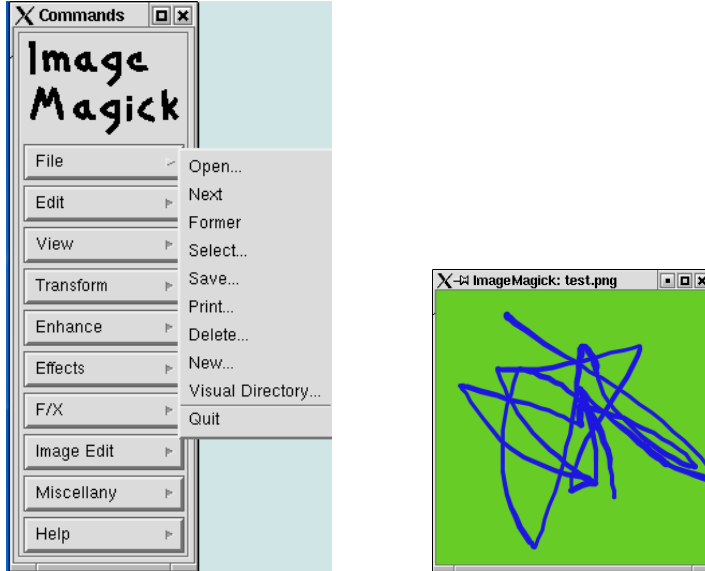 Commands
Image
Magick
File
Edit
View
Transform
Enhance
Effects
F/X
Image Edit
Miscellany
Help
Open...
Next
Former
Select...
Save...
Print...
Delete...
New...
Visual Directory...
Quit
ImageMagick: test.png